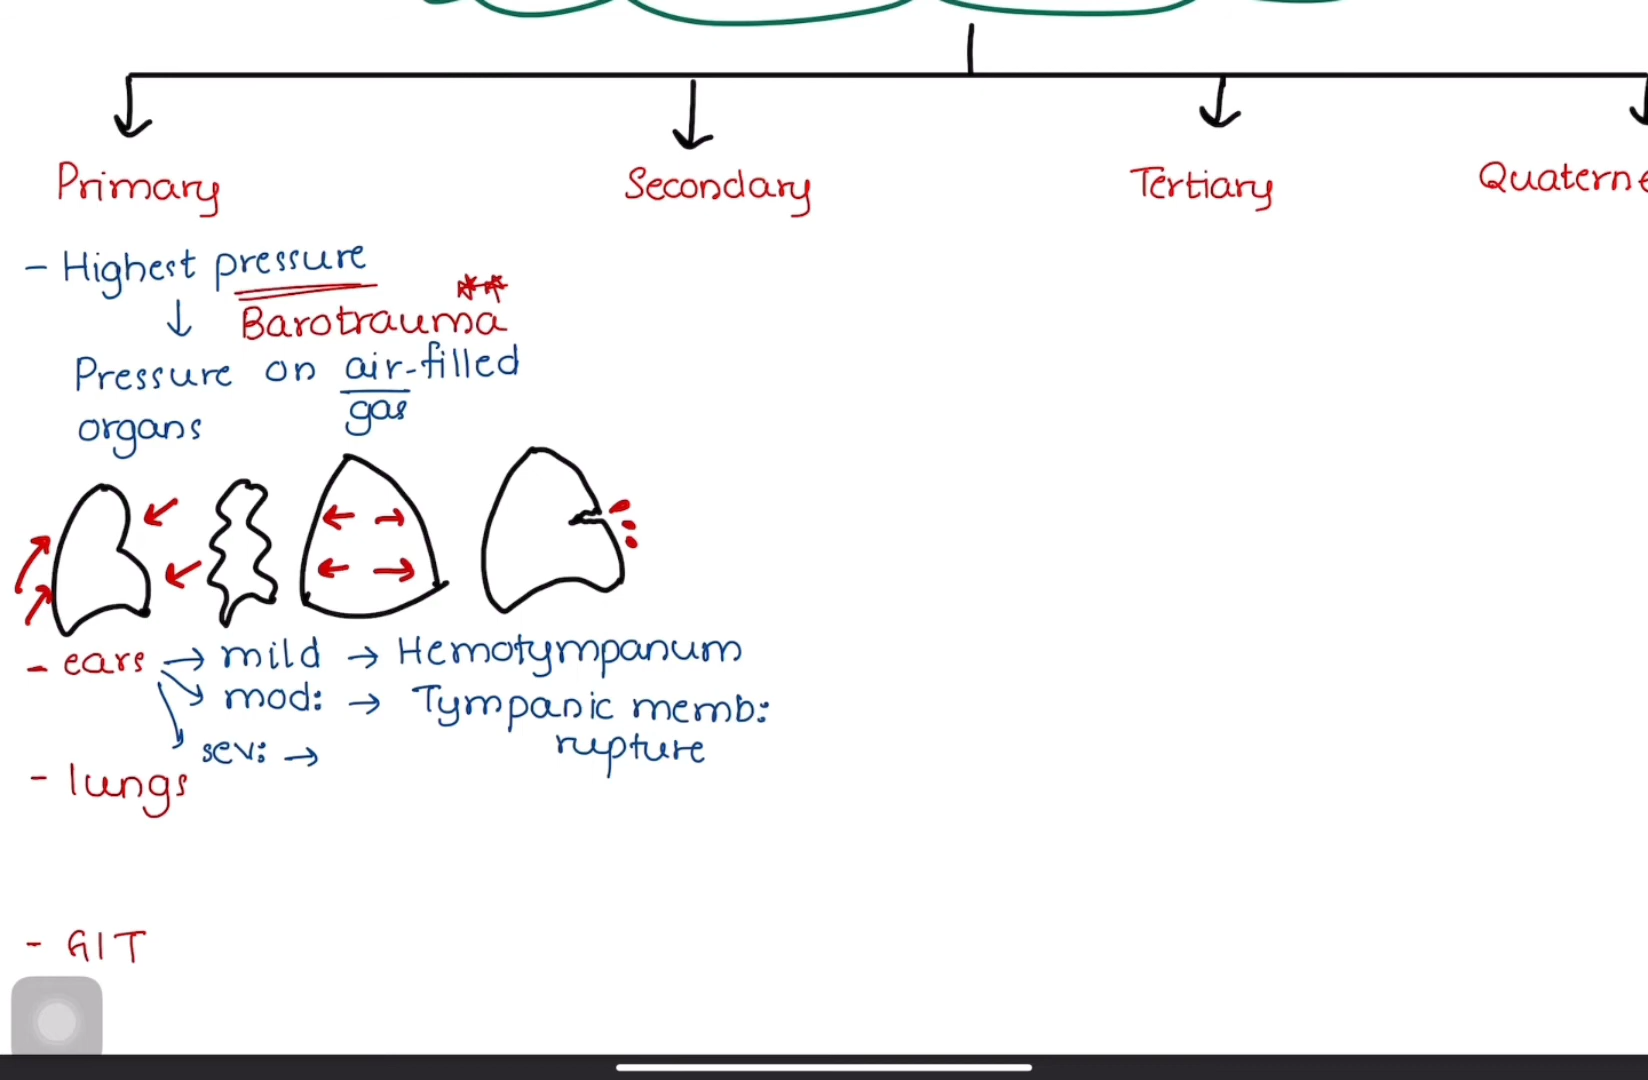 Primary Secondary Tertiary Quatern
- Highest pressure
↓ Barotrauma **
Pressure on air-filled
organs gas
- ears → mild → Hemotympanum
mod: → Tympanic memb:
rupture
sev: →
- lungs
- GIT